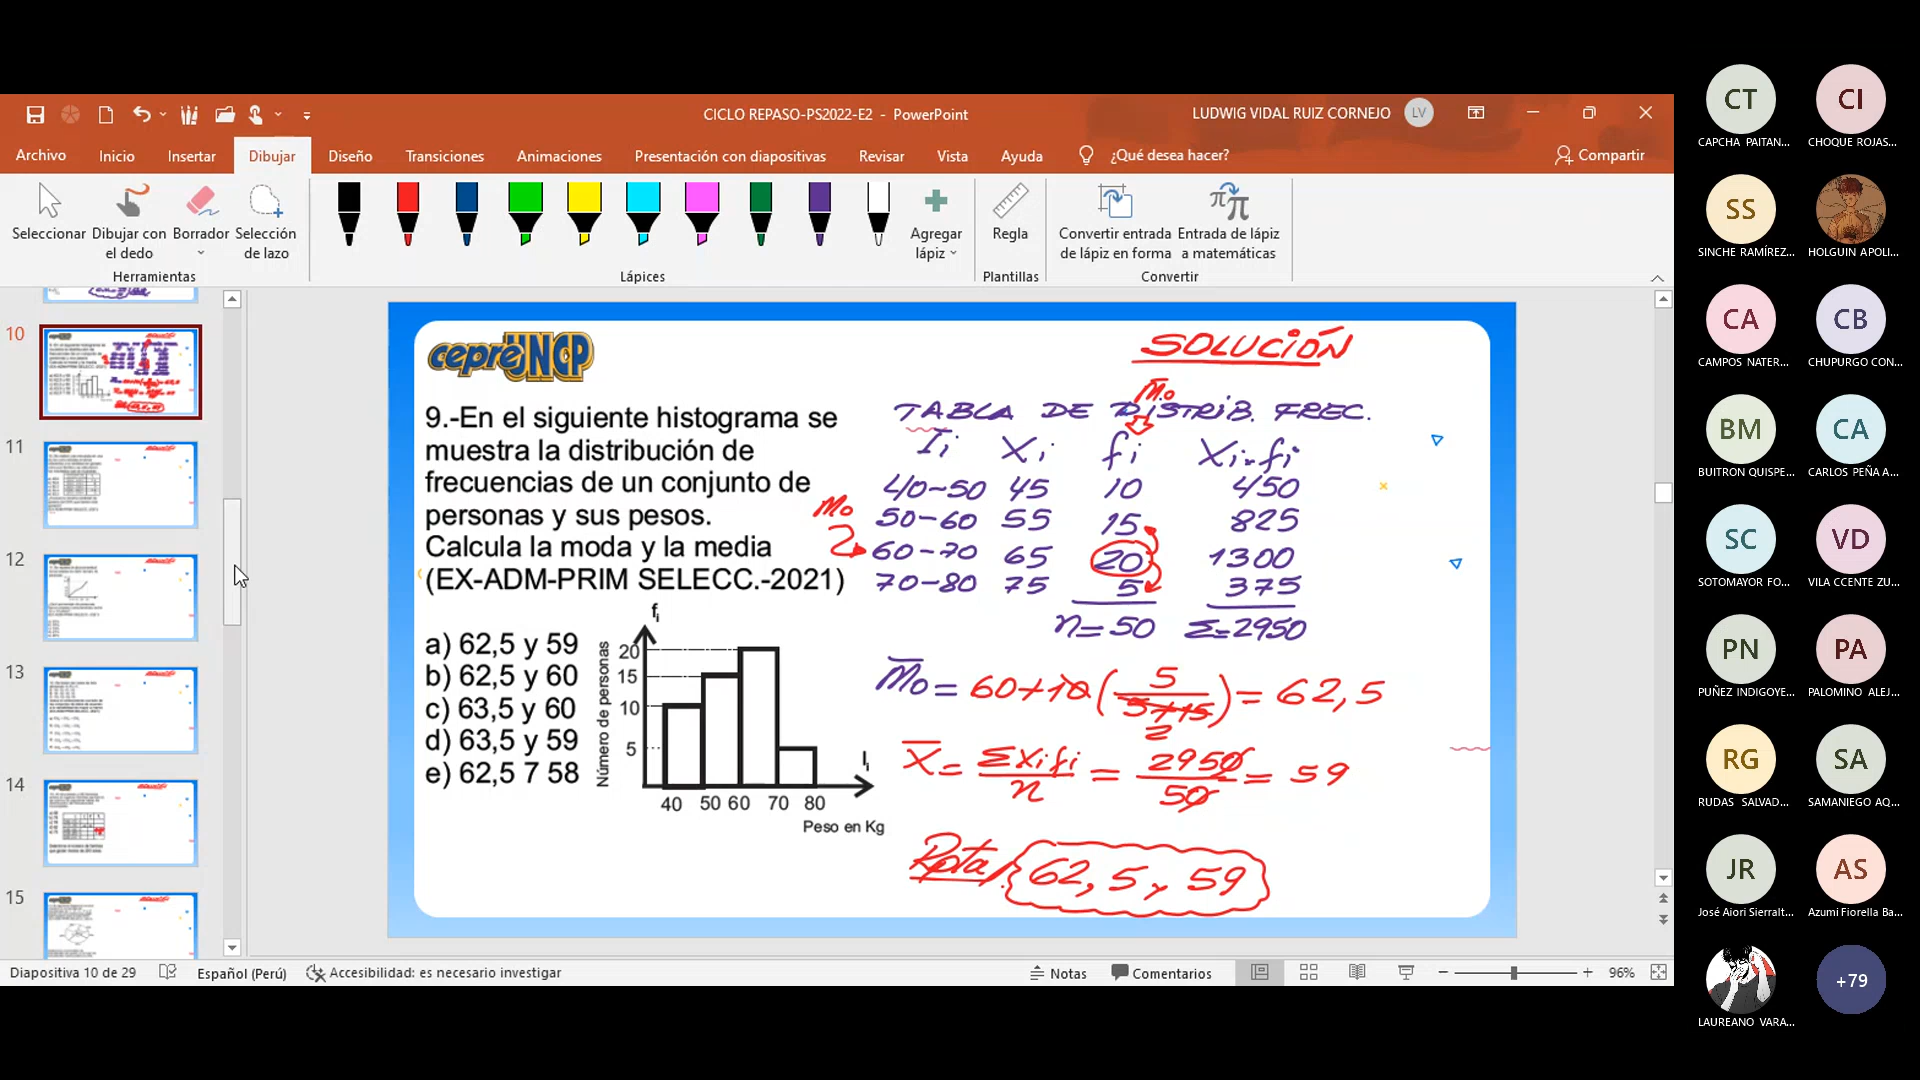 CICLO REPASO-PS2022-E2 - PowerPoint
LUDWIG VIDAL RUIZ CORNEJO
LV
Archivo
Inicio
Insertar
Dibujar
Diseño
Transiciones
Animaciones
Presentación con diapositivas
Revisar
Vista
Ayuda
¿Qué desea hacer?
Compartir
Seleccionar
Dibujar con
el dedo
Borrador
Selección
de lazo
Herramientas
Lápices
Agregar
lápiz
Regla
Plantillas
Convertir entrada
de lápiz en forma
Entrada de lápiz
a matemáticas
Convertir
10
11
12
13
14
15
cepreUNCP
9.-En el siguiente histograma se
muestra la distribución de
frecuencias de un conjunto de
personas y sus pesos.
Calcula la moda y la media
(EX-ADM-PRIM SELECC.-2021)
a) 62,5 y 59
b) 62,5 y 60
c) 63,5 y 60
d) 63,5 y 59
e) 62,5 7 58
fi
Número de personas
20
15
10
5
Ii
40 50 60 70 80
Peso en Kg
SOLUCIÓN
Mo
TABLA DE DISTRIB. FREC.
Ii Xi fi Xi.fi
40-50 45 10 450
50-60 55 15 825
Mo
60-70 65 20 1300
70-80 75 5 375
n=50 Σ=2950
Mo = 60+10(5/5+15) = 62,5
2
X̄ = ΣXifi/n = 2950/50 = 59
Rpta/. 62,5 y 59
Diapositiva 10 de 29
Español (Perú)
Accesibilidad: es necesario investigar
Notas
Comentarios
96%
CT
CAPCHA PAITAN...
CI
CHOQUE ROJAS...
SS
SINCHE RAMÍREZ...
HOLGUIN APOLI...
CA
CAMPOS NATER...
CB
CHUPURGO CON...
BM
BUITRON QUISPE...
CA
CARLOS PEÑA A...
SC
SOTOMAYOR FO...
VD
VILA CCENTE ZU...
PN
PUÑEZ INDIGOYE...
PA
PALOMINO ALEJ...
RG
RUDAS SALVAD...
SA
SAMANIEGO AQ...
JR
José Aiori Sierralt...
AS
Azumi Fiorella Ba...
LAUREANO VARA...
+79